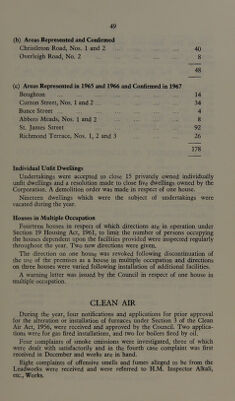 49
(b) Areas Represented and Confirmed
Christleton Road, Nos. 1 and 2 ... 40
Overleigh Road, No. 2 ... 8
48
(c) Areas Represented in 1965 and 1966 and Confirmed in 1967
Boughton ... 14
Curzon Street, Nos. 1 and 2 ... 34
Bunce Street ... 4
Abbots Meads, Nos. 1 and 2 ... 8
St. James Street ... 92
Richmond Terrace, Nos. 1, 2 and 3 ... 26
178
Individual Unfit Dwellings
Undertakings were accepted to close 15 privately owned individually
unfit dwellings and a resolution made to close five dwellings owned by the
Corporation. A demolition order was made in respect of one house.
Nineteen dwellings which were the subject of undertakings were
vacated during the year.
Houses in Multiple Occupation
Fourteen houses in respect of which directions are in operation under
Section 19 Housing Act, 1961, to limit the number of persons occupying
the houses dependent upon the facilities provided were inspected regularly
throughout the year. Two new directions were given.
The direction on one house was revoked following discontinuation of
the use of the premises as a house in multiple occupation and directions
on three houses were varied following installation of additional facilities.
A warning letter was issued by the Council in respect of one house in
multiple occupation.
CLEAN AIR
During the year, four notifications and applications for prior approval
for the alteration or installation of furnaces, under Section 3 of the Clean
Air Act, 1956, were received and approved by the Council. Two applica-
tions were for gas fired installations, and two for boilers fired by oil.
Four complaints of smoke emissions were investigated, three of which
were dealt with satisfactorily and in the fourth case complaint was first
received in December and works are in hand.
Eight complaints of offensive smells and fumes alleged to be from the
Leadworks were received and were referred to H.M. Inspector Alkali,
etc., Works.